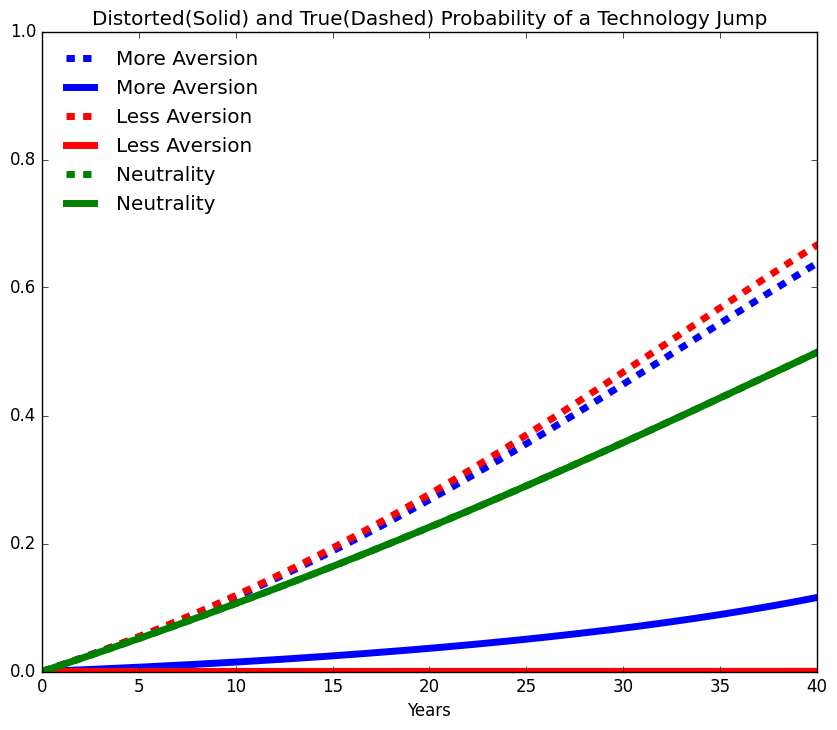 Distorted(Solid) and True(Dashed) Probability of a Technology Jump
1.0
More Aversion
More Aversion
Less Aversion
0.8
Less Aversion
Neutrality
Neutrality
0.6
0.4
0.2
0.0
0 5 10 15 20 25 30 35 40
Years